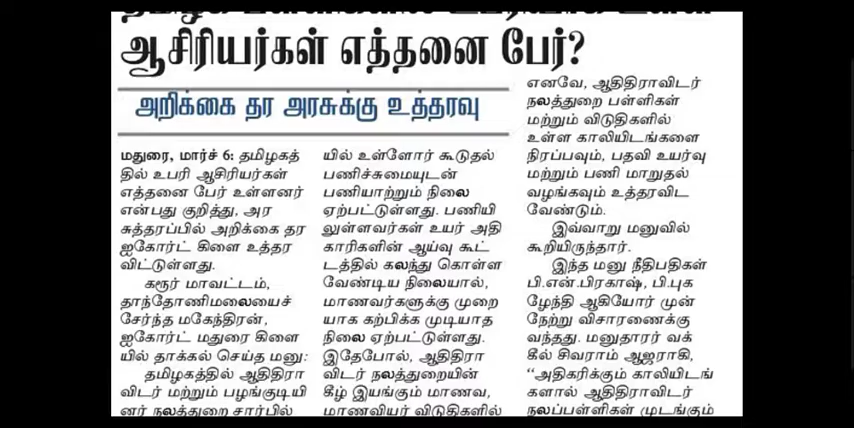 ஆசிரியர்கள் எத்தனை பேர்?
அறிக்கை தர அரசுக்கு உத்தரவு
மதுரை, மார்ச் 6: தமிழகத்
தில் உபரி ஆசிரியர்கள்
எத்தனை பேர் உள்ளனர்
என்பது குறித்து, அர
சுத்தரப்பில் அறிக்கை தர
ஐகோர்ட் கிளை உத்தர
விட்டுள்ளது.
கரூர் மாவட்டம்,
தாந்தோணிமலையைச்
சேர்ந்த மகேந்திரன்,
ஐகோர்ட் மதுரை கிளை
யில் தாக்கல் செய்த மனு:
தமிழகத்தில் ஆதிதிரா
விடர் மற்றும் பழங்குடியி
னர் நலத்துறை சார்பில்
யில் உள்ளோர் கூடுதல்
பணிச்சுமையுடன்
பணியாற்றும் நிலை
ஏற்பட்டுள்ளது. பணியி
லுள்ளவர்கள் உயர் அதி
காரிகளின் ஆய்வு கூட்
டத்தில் கலந்து கொள்ள
வேண்டிய நிலையால்,
மாணவர்களுக்கு முறை
யாக கற்பிக்க முடியாத
நிலை ஏற்பட்டுள்ளது.
இதேபோல், ஆதிதிரா
விடர் நலத்துறையின்
கீழ் இயங்கும் மாணவ,
மாணவியர் விடுதிகளில்
எனவே, ஆதிதிராவிடர்
நலத்துறை பள்ளிகள்
மற்றும் விடுதிகளில்
உள்ள காலியிடங்களை
நிரப்பவும், பதவி உயர்வு
மற்றும் பணி மாறுதல்
வழங்கவும் உத்தரவிட
வேண்டும்.
இவ்வாறு மனுவில்
கூறியிருந்தார்.
இந்த மனு நீதிபதிகள்
பி.என்.பிரகாஷ், பி.புக
ழேந்தி ஆகியோர் முன்
நேற்று விசாரணைக்கு
வந்தது. மனுதாரர் வக்
கீல் சிவராம் ஆஜராகி,
“அதிகரிக்கும் காலியிடங்
களால் ஆதிதிராவிடர்
நலப்பள்ளிகள் முடங்கும்